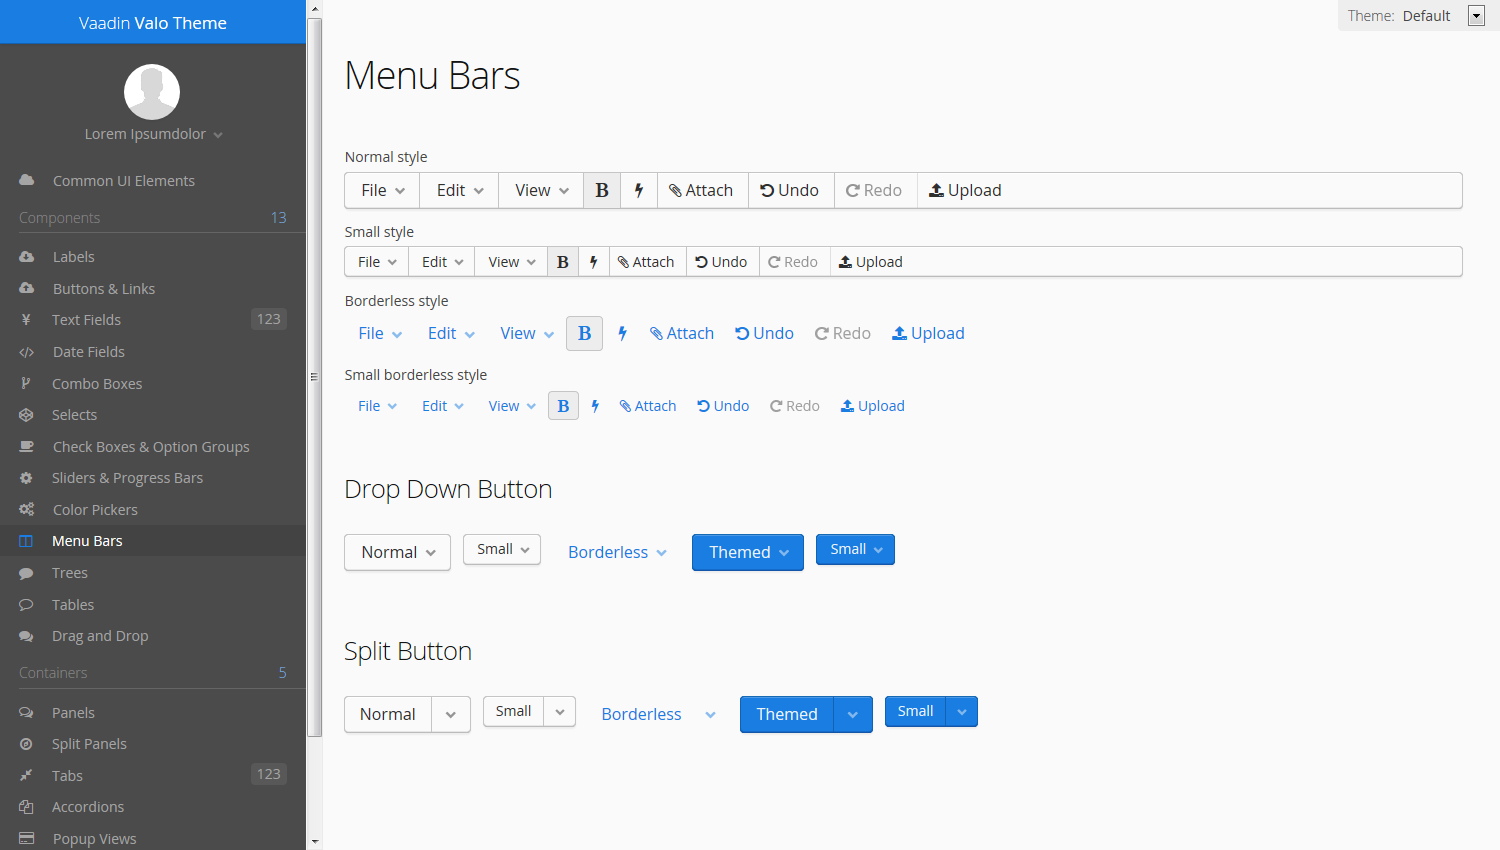 Vaadin Valo Theme
Lorem Ipsumdolor
Common UI Elements
Components 13
Labels
Buttons & Links
Text Fields 123
Date Fields
Combo Boxes
Selects
Check Boxes & Option Groups
Sliders & Progress Bars
Color Pickers
Menu Bars
Trees
Tables
Drag and Drop
Containers 5
Panels
Split Panels
Tabs 123
Accordions
Popup Views
Theme: Default
Menu Bars
Normal style
File Edit View B Attach Undo Redo Upload
Small style
File Edit View B Attach Undo Redo Upload
Borderless style
File Edit View B Attach Undo Redo Upload
Small borderless style
File Edit View B Attach Undo Redo Upload
Drop Down Button
Normal Small Borderless Themed Small
Split Button
Normal Small Borderless Themed Small